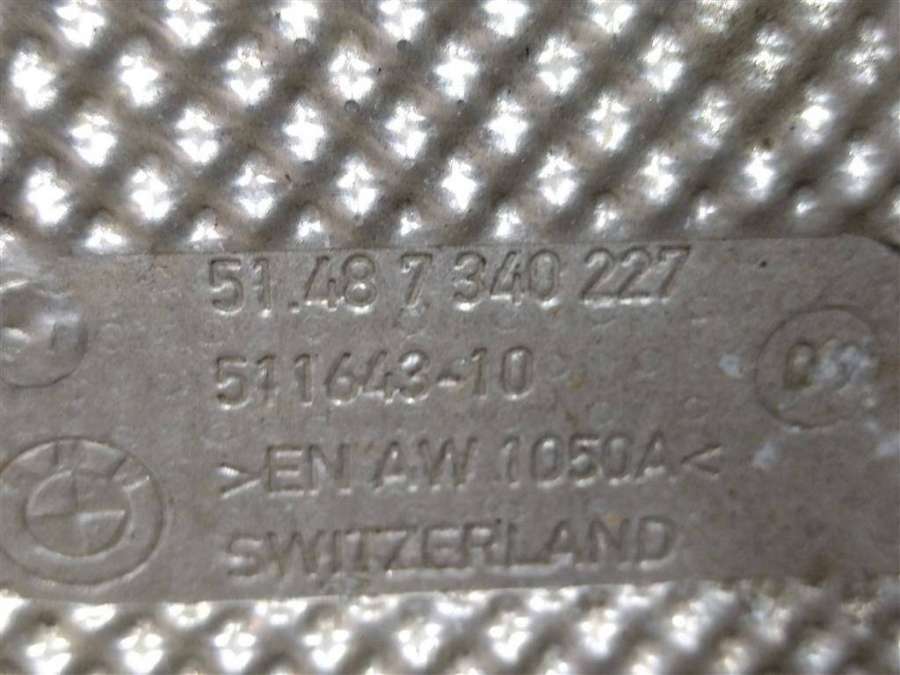 51.48 7 340 227
511643-10
>EN AW 1050A<
SWITZERLAND